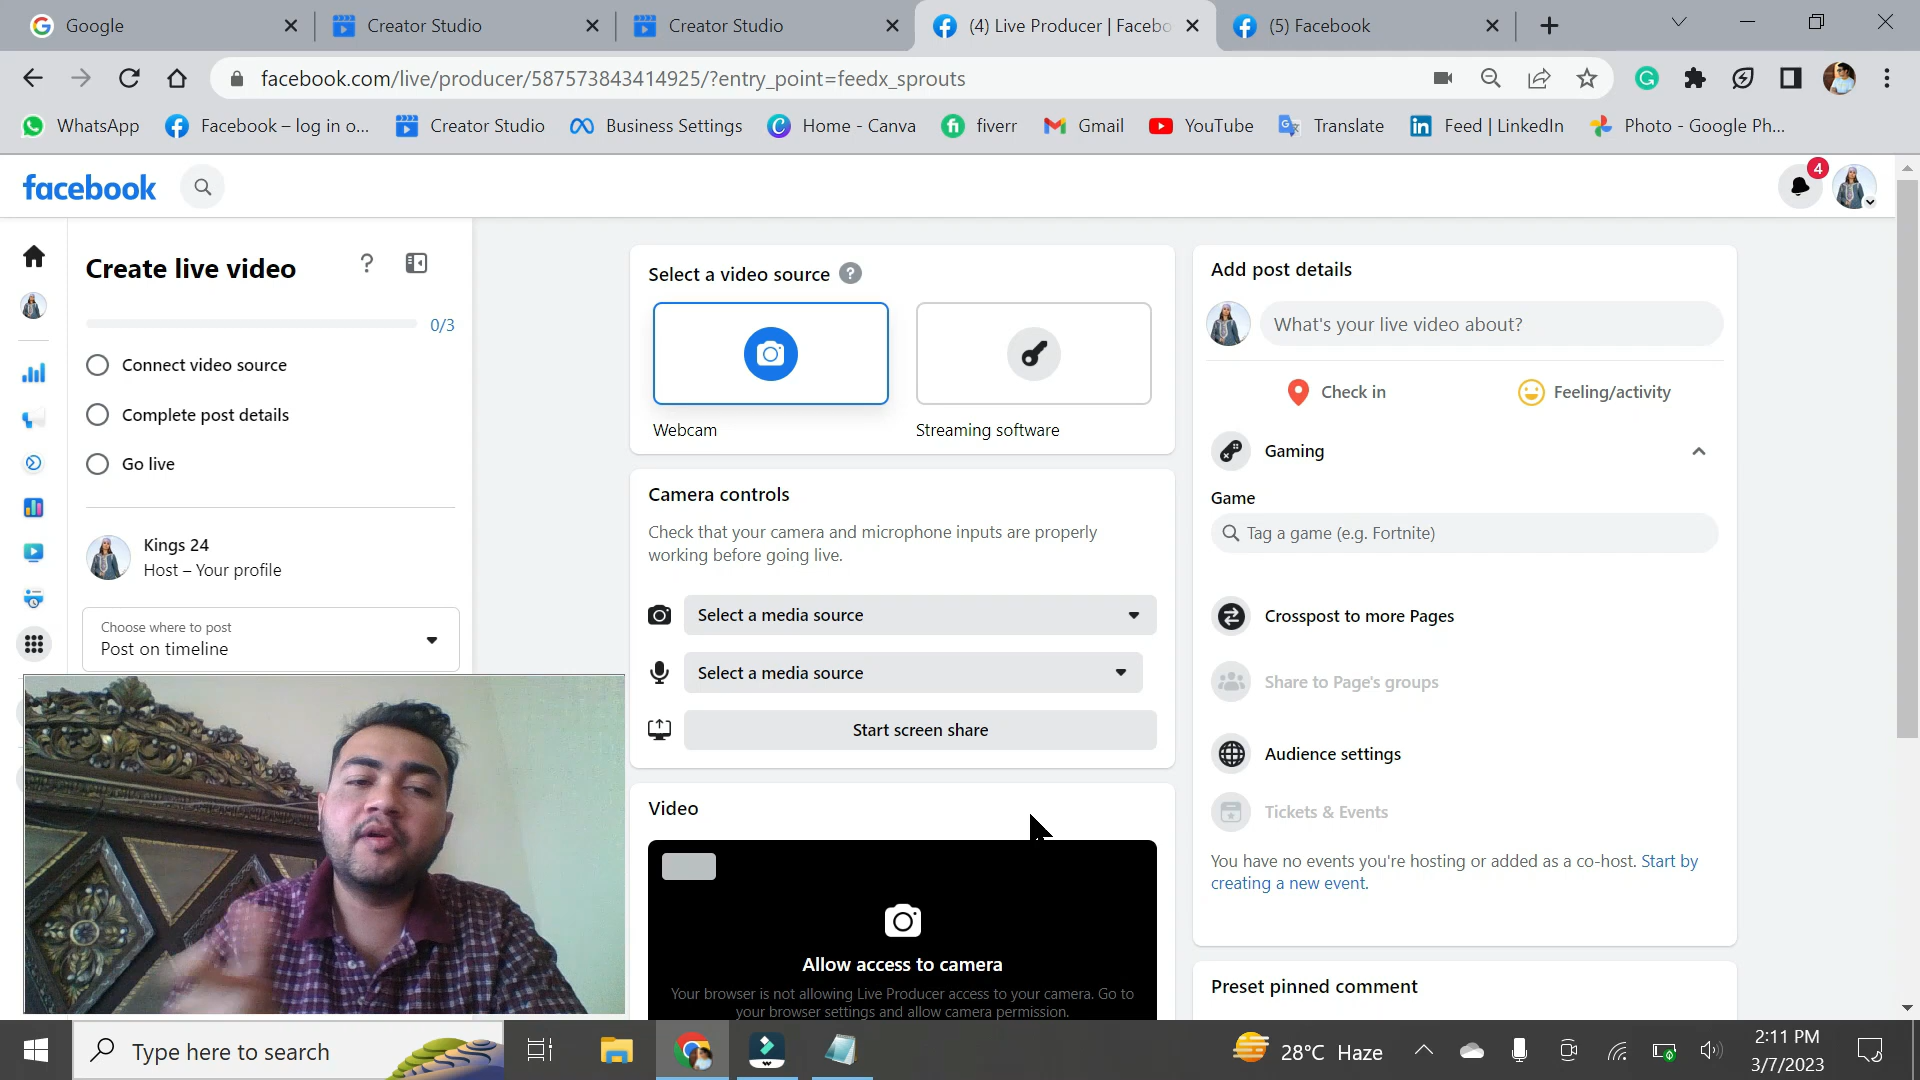 Google
Creator Studio
Creator Studio
(4) Live Producer | Facebo
(5) Facebook
facebook.com/live/producer/587573843414925/?entry_point=feedx_sprouts
WhatsApp
Facebook – log in o...
Creator Studio
Business Settings
Home - Canva
fiverr
Gmail
YouTube
Translate
Feed | LinkedIn
Photo - Google Ph...
facebook
4
Create live video
0/3
Connect video source
Complete post details
Go live
Kings 24
Host – Your profile
Choose where to post
Post on timeline
Select a video source
Webcam
Streaming software
Camera controls
Check that your camera and microphone inputs are properly
working before going live.
Select a media source
Select a media source
Start screen share
Video
Allow access to camera
Your browser is not allowing Live Producer access to your camera. Go to
your browser settings and allow camera permission.
Add post details
What's your live video about?
Check in
Feeling/activity
Gaming
Game
Tag a game (e.g. Fortnite)
Crosspost to more Pages
Share to Page's groups
Audience settings
Tickets & Events
You have no events you're hosting or added as a co-host. Start by
creating a new event.
Preset pinned comment
Type here to search
28°C Haze
2:11 PM
3/7/2023